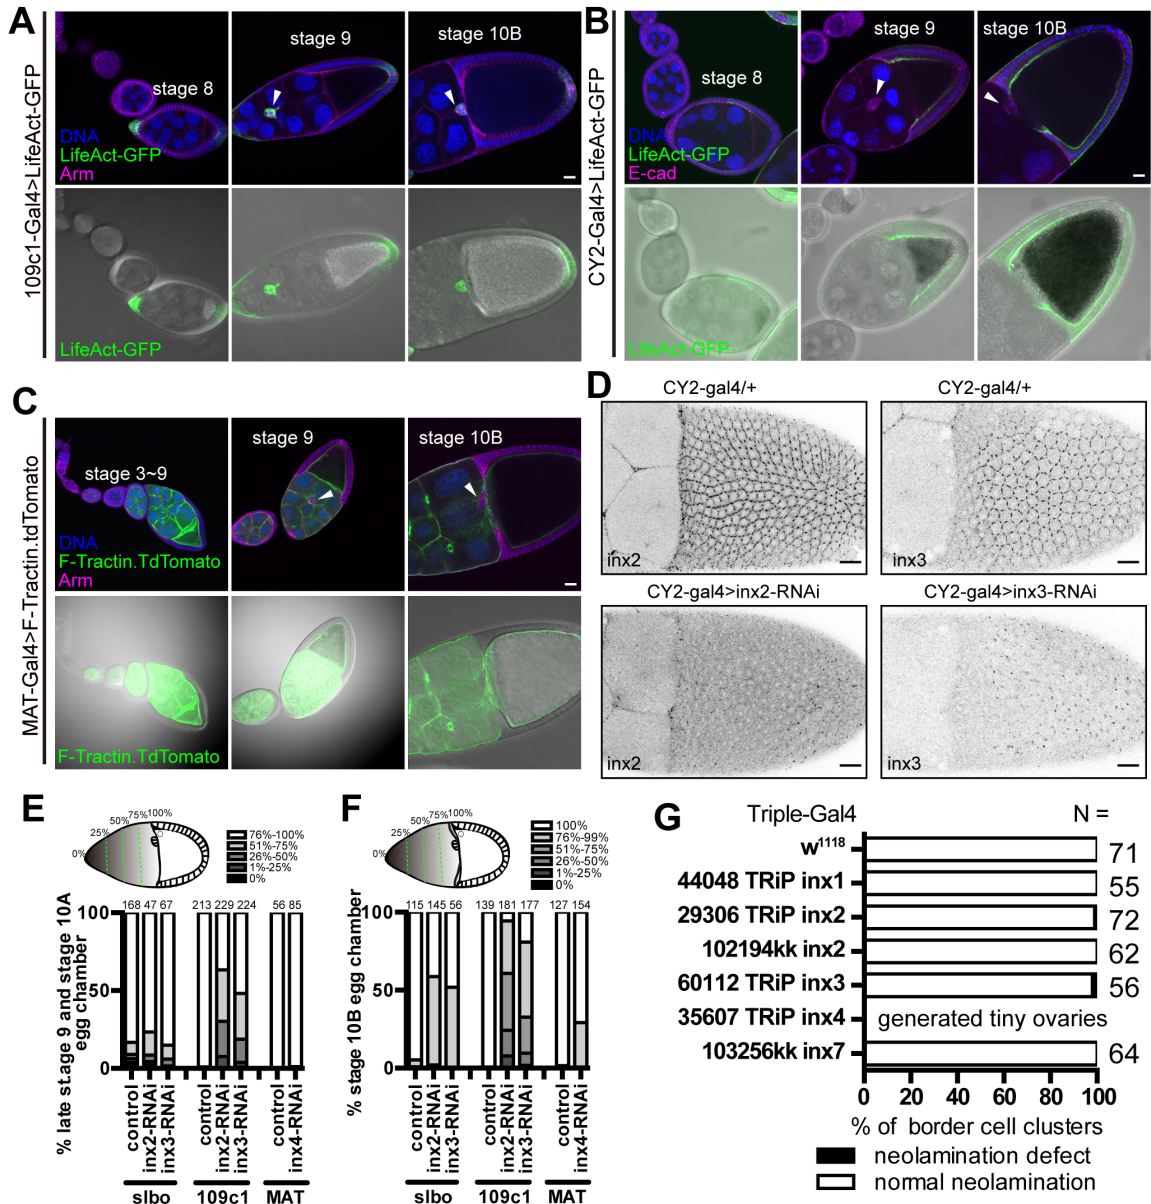 A
109c1-Gal4>LifeAct-GFP
stage 8
stage 9
stage 10B
DNA
LifeAct-GFP
Arm
LifeAct-GFP
B
CY2-Gal4>LifeAct-GFP
stage 8
stage 9
stage 10B
DNA
LifeAct-GFP
E-cad
LifeAct-GFP
C
MAT-Gal4>F-Tractin.tdTomato
stage 3~9
stage 9
stage 10B
DNA
F-Tractin.TdTomato
Arm
F-Tractin.TdTomato
D
CY2-gal4/+
CY2-gal4/+
inx2
inx3
CY2-gal4>inx2-RNAi
CY2-gal4>inx3-RNAi
inx2
inx3
E
0%
25%
50%
75%
100%
76%-100%
51%-75%
26%-50%
1%-25%
0%
% late st.stage 9 and stage 10A
egg chamber
100
50
0
168 47 67 213 229 224 56 85
control
inx2-RNAi
inx3-RNAi
control
inx2-RNAi
inx3-RNAi
control
inx4-RNAi
slbo 109c1 MAT
F
0%
25%
50%
75%
100%
100%
76%-99%
51%-75%
26%-50%
1%-25%
0%
% stage 10B egg chamber
100
50
0
115 145 56 139 181 177 127 154
control
inx2-RNAi
inx3-RNAi
control
inx2-RNAi
inx3-RNAi
control
inx4-RNAi
slbo 109c1 MAT
G
Triple-Gal4 N =
w1118 71
44048 TRiP inx1 55
29306 TRiP inx2 72
102194kk inx2 62
60112 TRiP inx3 56
35607 TRiP inx4 generated tiny ovaries
103256kk inx7 64
0 20 40 60 80 100
% of border cell clusters
neolamination defect
normal neolamination